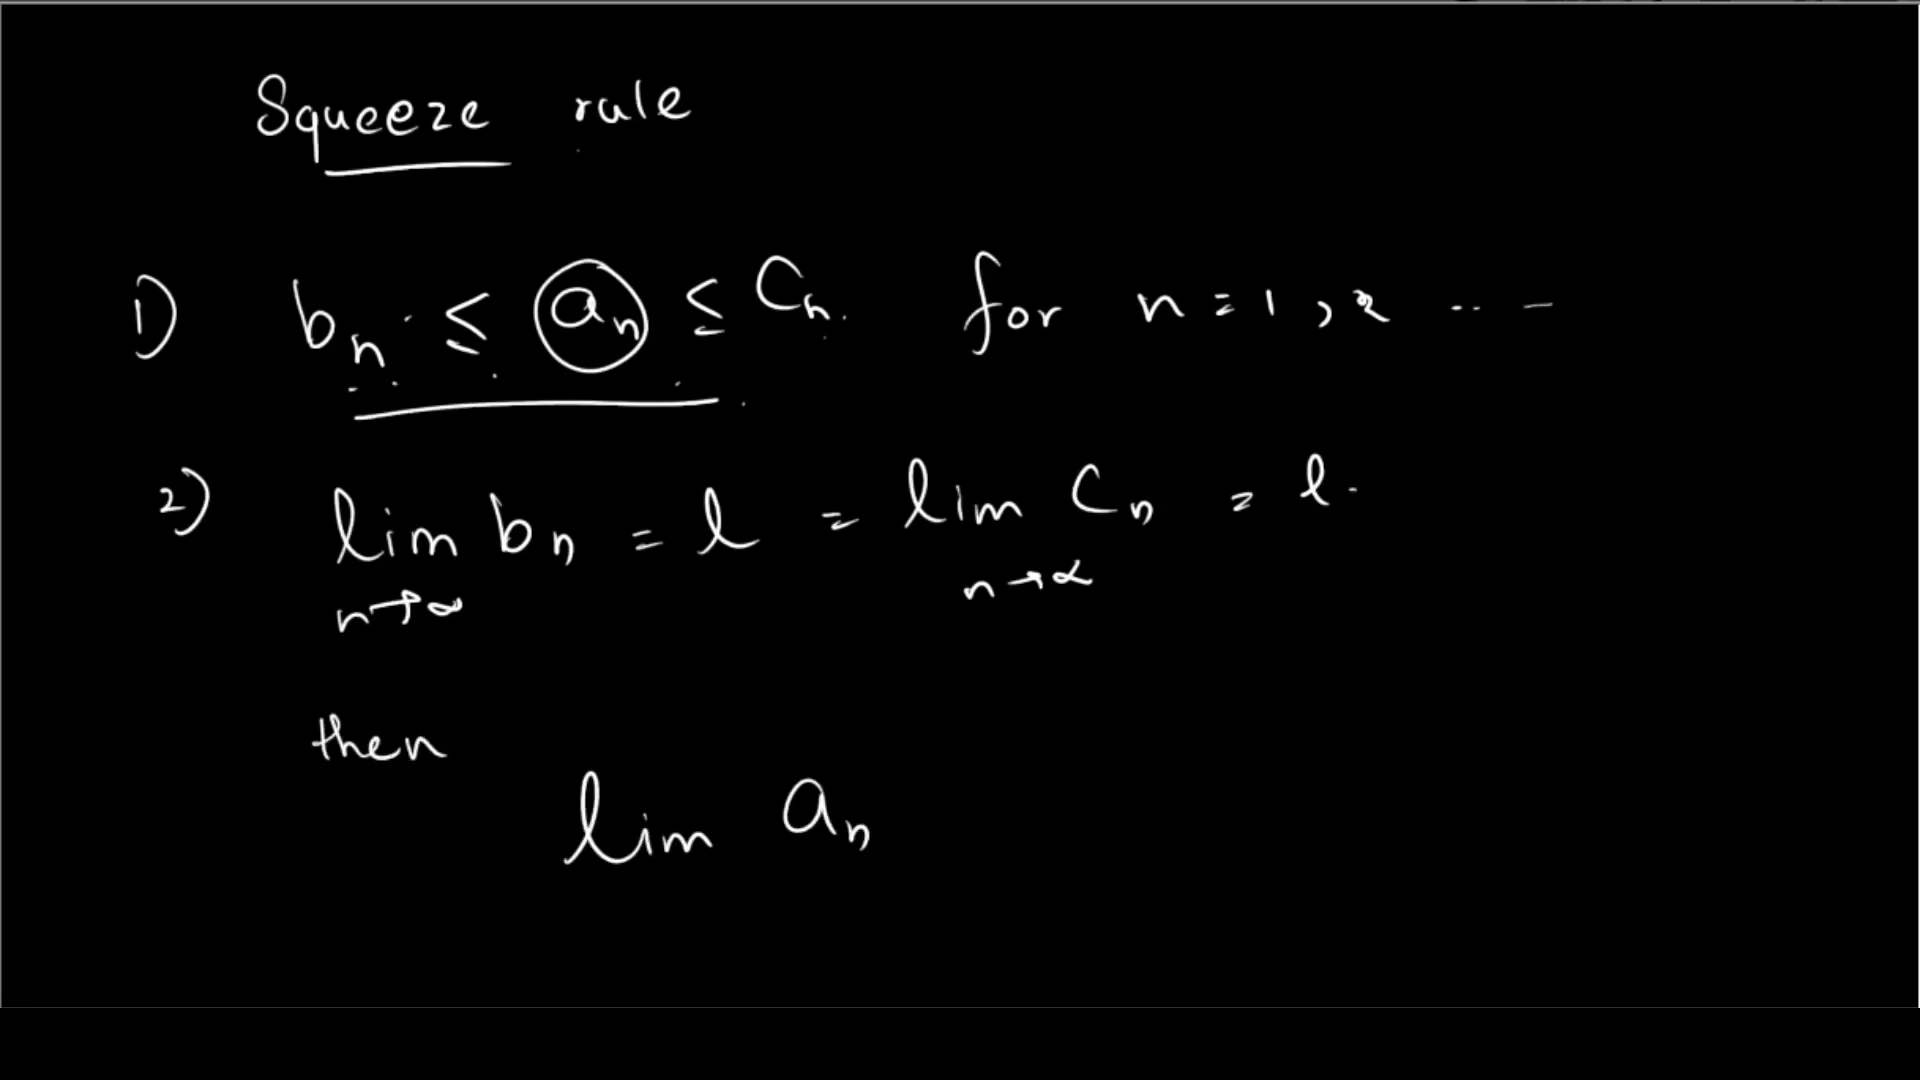 Squeeze rule
1) bn ≤ an ≤ Cn. for n = 1, 2 .. -
2) lim bn = l = lim Cn = l.
n→∞ n→∞
then
lim an